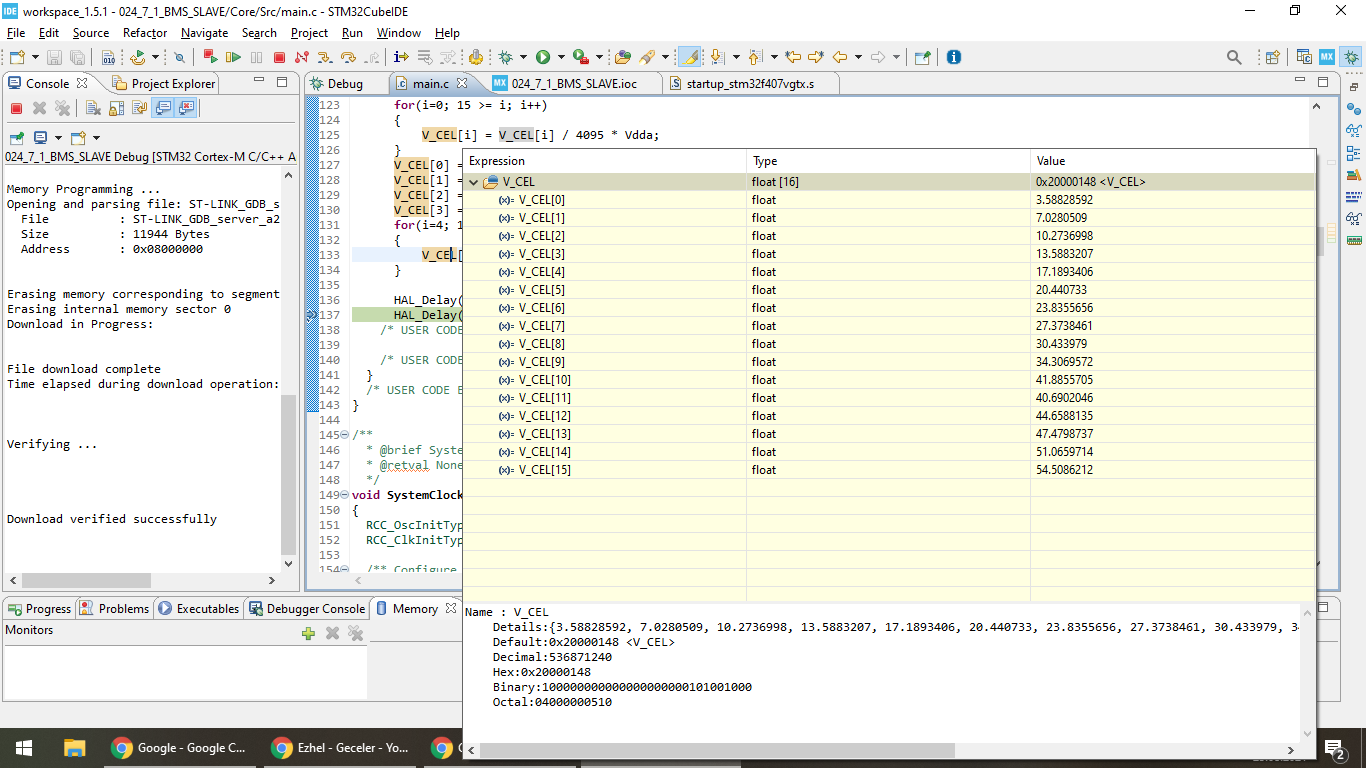 workspace_1.5.1 - 024_7_1_BMS_SLAVE/Core/Src/main.c - STM32CubeIDE
File Edit Source Refactor Navigate Search Project Run Window Help
Console Project Explorer
024_7_1_BMS_SLAVE Debug [STM32 Cortex-M C/C++ A
Memory Programming ...
Opening and parsing file: ST-LINK_GDB_s
File : ST-LINK_GDB_server_a2
Size : 11944 Bytes
Address : 0x08000000
Erasing memory corresponding to segment
Erasing internal memory sector 0
Download in Progress:
File download complete
Time elapsed during download operation:
Verifying ...
Download verified successfully
Debug main.c 024_7_1_BMS_SLAVE.ioc startup_stm32f407vgtx.s
123 for(i=0; 15 >= i; i++)
124 {
125 V_CEL[i] = V_CEL[i] / 4095 * Vdda;
126 }
127 V_CEL[0] =
128 V_CEL[1] =
129 V_CEL[2] =
130 V_CEL[3] =
131 for(i=4; 1
132 {
133 V_CEL[
134 }
135
136 HAL_Delay(
137 HAL_Delay(
138 /* USER CODE
139
140 /* USER CODE
141 }
142 /* USER CODE E
143 }
144
145 /**
146 * @brief Syste
147 * @retval None
148 */
149 void SystemClock
150 {
151 RCC_OscInitTyp
152 RCC_ClkInitTyp
153
154 /** Configure
Expression Type Value
V_CEL float [16] 0x20000148 <V_CEL>
(x)= V_CEL[0] float 3.58828592
(x)= V_CEL[1] float 7.0280509
(x)= V_CEL[2] float 10.2736998
(x)= V_CEL[3] float 13.5883207
(x)= V_CEL[4] float 17.1893406
(x)= V_CEL[5] float 20.440733
(x)= V_CEL[6] float 23.8355656
(x)= V_CEL[7] float 27.3738461
(x)= V_CEL[8] float 30.433979
(x)= V_CEL[9] float 34.3069572
(x)= V_CEL[10] float 41.8855705
(x)= V_CEL[11] float 40.6902046
(x)= V_CEL[12] float 44.6588135
(x)= V_CEL[13] float 47.4798737
(x)= V_CEL[14] float 51.0659714
(x)= V_CEL[15] float 54.5086212
Name : V_CEL
Details:{3.58828592, 7.0280509, 10.2736998, 13.5883207, 17.1893406, 20.440733, 23.8355656, 27.3738461, 30.433979, 3
Default:0x20000148 <V_CEL>
Decimal:536871240
Hex:0x20000148
Binary:100000000000000000000101001000
Octal:04000000510
Progress Problems Executables Debugger Console Memory
Monitors
Google - Google C... Ezhel - Geceler - Yo...
2